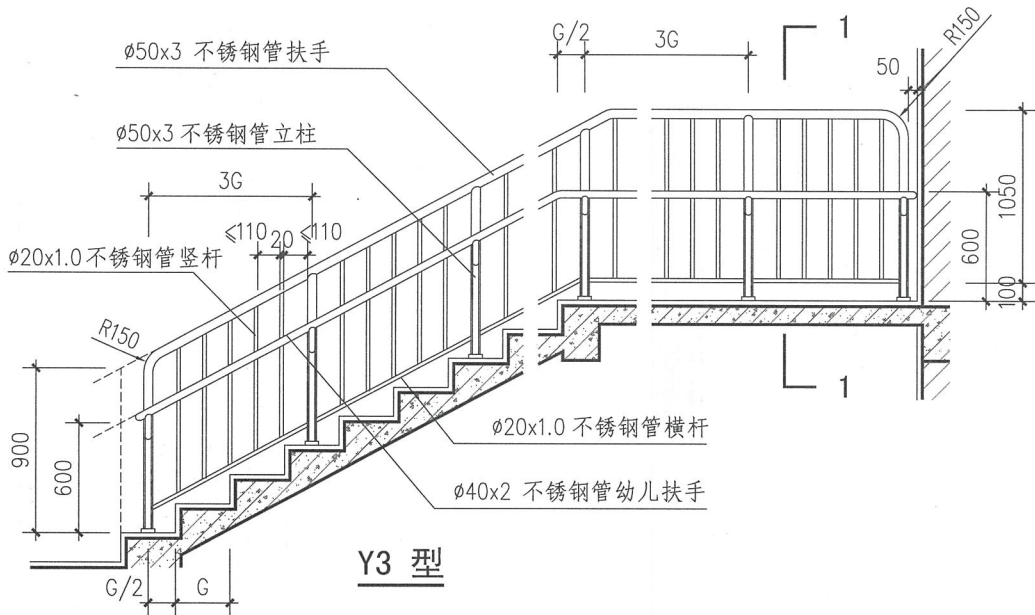 G/2
3G
1
R150
50
ø50x3 不锈钢管扶手
ø50x3 不锈钢管立柱
3G
≤110
20
≤110
ø20x1.0 不锈钢管竖杆
R150
1050
600
100
900
600
1
ø20x1.0 不锈钢管横杆
ø40x2 不锈钢管幼儿扶手
G/2
G
Y3 型